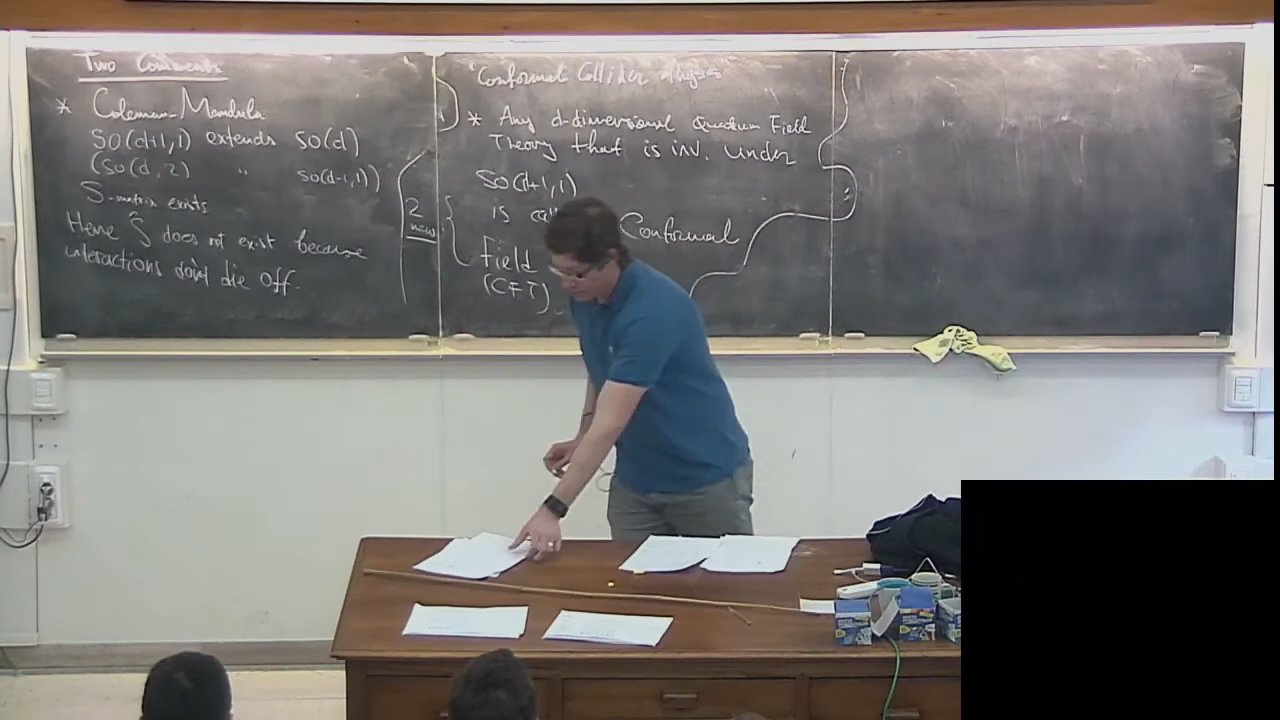 Two Comments
* Coleman-Mandula
SO(d+1,1) extends SO(d)
(SO(d,2) " SO(d-1,1))
S-matrix exists
Here Ŝ does not exist because
interactions don't die off.
"Conformal Collider Physics"
* Any d-dimensional Quantum Field
Theory that is inv. under
SO(d+1,1)
is Conformal
Field
(CFT)
2
new